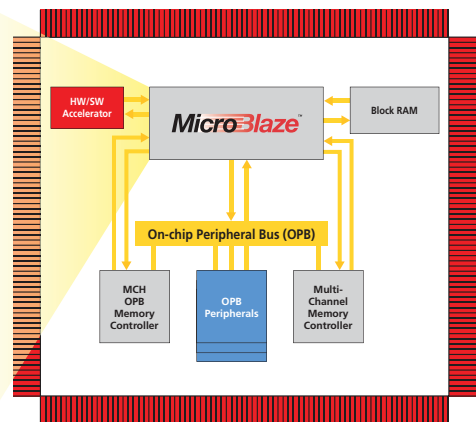 HW/SW
Accelerator
MicroBlaze™
Block RAM
On-chip Peripheral Bus (OPB)
MCH
OPB
Memory
Controller
OPB
Peripherals
Multi-
Channel
Memory
Controller